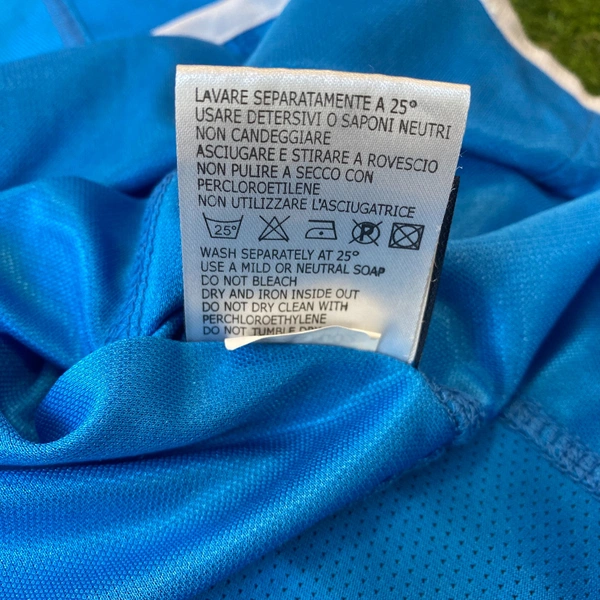 LAVARE SEPARATAMENTE A 25°
USARE DETERSIVI O SAPONI NEUTRI
NON CANDEGGIARE
ASCIUGARE E STIRARE A ROVESCIO
NON PULIRE A SECCO CON
PERCLOROETILENE
NON UTILIZZARE L'ASCIUGATRICE
25° R
WASH SEPARATELY AT 25°
USE A MILD OR NEUTRAL SOAP
DO NOT BLEACH
DRY AND IRON INSIDE OUT
DO NOT DRY CLEAN WITH
PERCHLOROETHYLENE
DO NOT TUMBLE